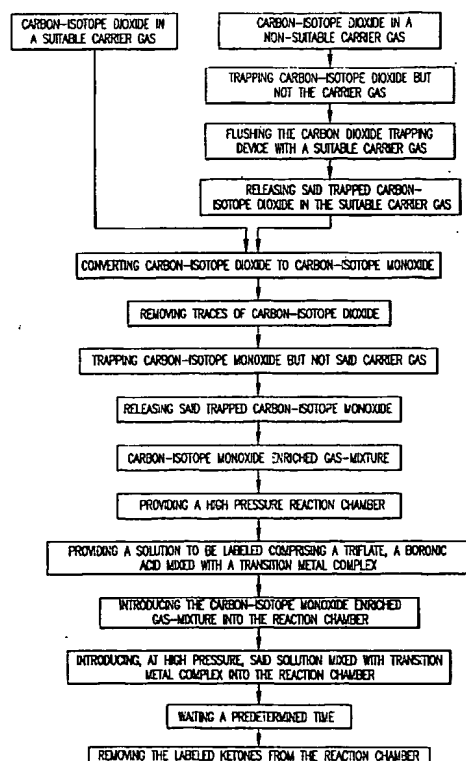 CARBON-ISOTOPE DIOXIDE IN
A SUITABLE CARRIER GAS
CARBON-ISOTOPE DIOXIDE IN A
NON-SUITABLE CARRIER GAS
TRAPPING CARBON-ISOTOPE DIOXIDE BUT
NOT THE CARRIER GAS
FLUSHING THE CARBON DIOXIDE TRAPPING
DEVICE WITH A SUITABLE CARRIER GAS
RELEASING SAID TRAPPED CARBON-
ISOTOPE DIOXIDE IN THE SUITABLE CARRIER GAS
CONVERTING CARBON-ISOTOPE DIOXIDE TO CARBON-ISOTOPE MONOXIDE
REMOVING TRACES OF CARBON-ISOTOPE DIOXIDE
TRAPPING CARBON-ISOTOPE MONOXIDE BUT NOT SAID CARRIER GAS
RELEASING SAID TRAPPED CARBON-ISOTOPE MONOXIDE
CARBON-ISOTOPE MONOXIDE ENRICHED GAS-MIXTURE
PROVIDING A HIGH PRESSURE REACTION CHAMBER
PROVIDING A SOLUTION TO BE LABELED COMPRISING A TRIFLATE, A BORONIC
ACID MIXED WITH A TRANSITION METAL COMPLEX
INTRODUCING THE CARBON-ISOTOPE MONOXIDE ENRICHED
GAS-MIXTURE INTO THE REACTION CHAMBER
INTRODUCING, AT HIGH PRESSURE, SAID SOLUTION MIXED WITH TRANSITION
METAL COMPLEX INTO THE REACTION CHAMBER
WAITING A PREDETERMINED TIME
REMOVING THE LABELED KETONES FROM THE REACTION CHAMBER